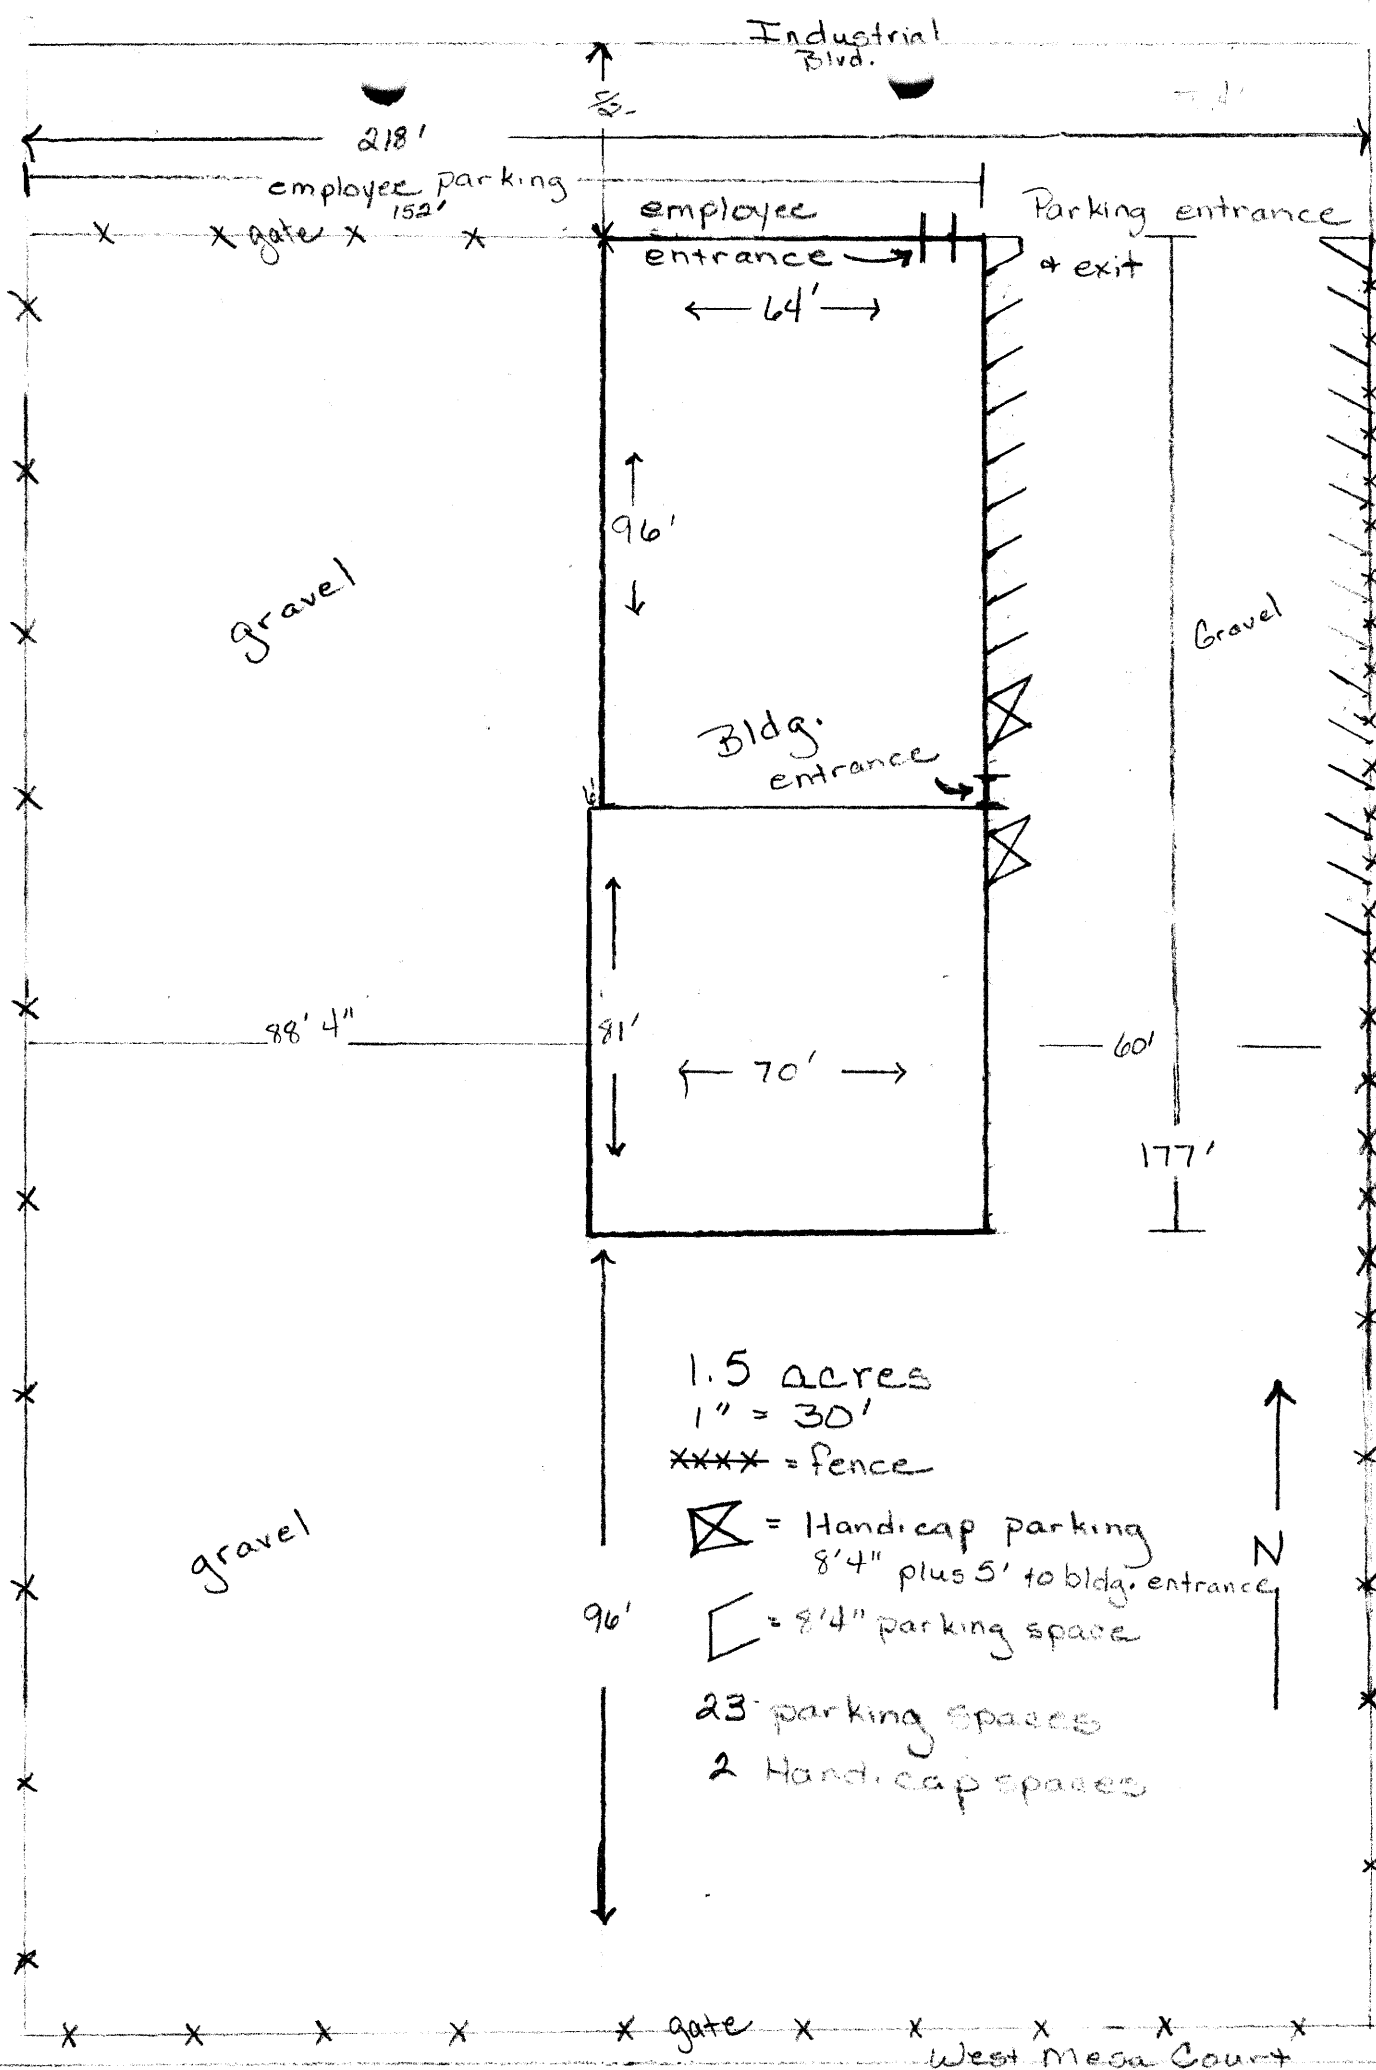 Industrial
Blvd.
218'
employee parking
152'
gate
employee
entrance
Parking entrance
& exit
64'
96'
gravel
Gravel
Bldg.
entrance
6'
88' 4"
81'
70'
60'
177'
1.5 acres
1" = 30'
xxxx = fence
= Handicap parking
8'4" plus 5' to bldg. entrance
N
gravel
96'
= 8'4" parking space
23 parking spaces
2 Handicap spaces
gate
West Mesa Court